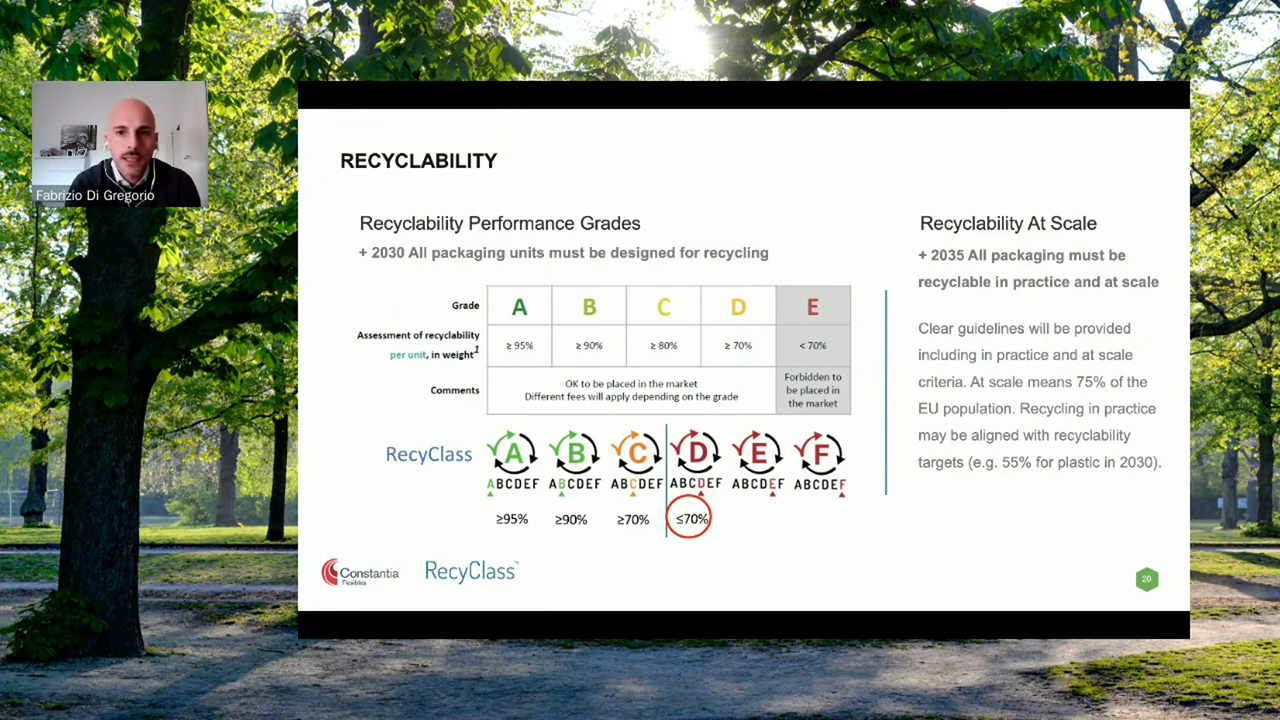 Fabrizio Di Gregorio
RECYCLABILITY
Recyclability Performance Grades
+ 2030 All packaging units must be designed for recycling
Grade A B C D E
Assessment of recyclability
per unit, in weight1 ≥ 95% ≥ 90% ≥ 80% ≥ 70% < 70%
Comments
OK to be placed in the market
Different fees will apply depending on the grade
Forbidden to
be placed in
the market
RecyClass A B C D E F
ABCDEF ABCDEF ABCDEF ABCDEF ABCDEF ABCDEF
≥95% ≥90% ≥70% ≤70%
Recyclability At Scale
+ 2035 All packaging must be
recyclable in practice and at scale
Clear guidelines will be provided
including in practice and at scale
criteria. At scale means 75% of the
EU population. Recycling in practice
may be aligned with recyclability
targets (e.g. 55% for plastic in 2030).
Constantia
Flexibles
RecyClass™
20